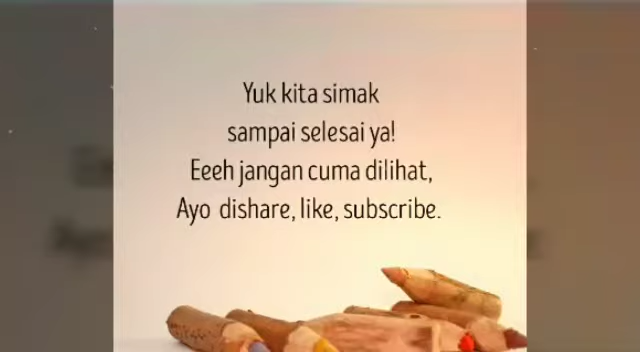 Yuk kita simak
sampai selesai ya!
Eeeh jangan cuma dilihat,
Ayo dishare, like, subscribe.